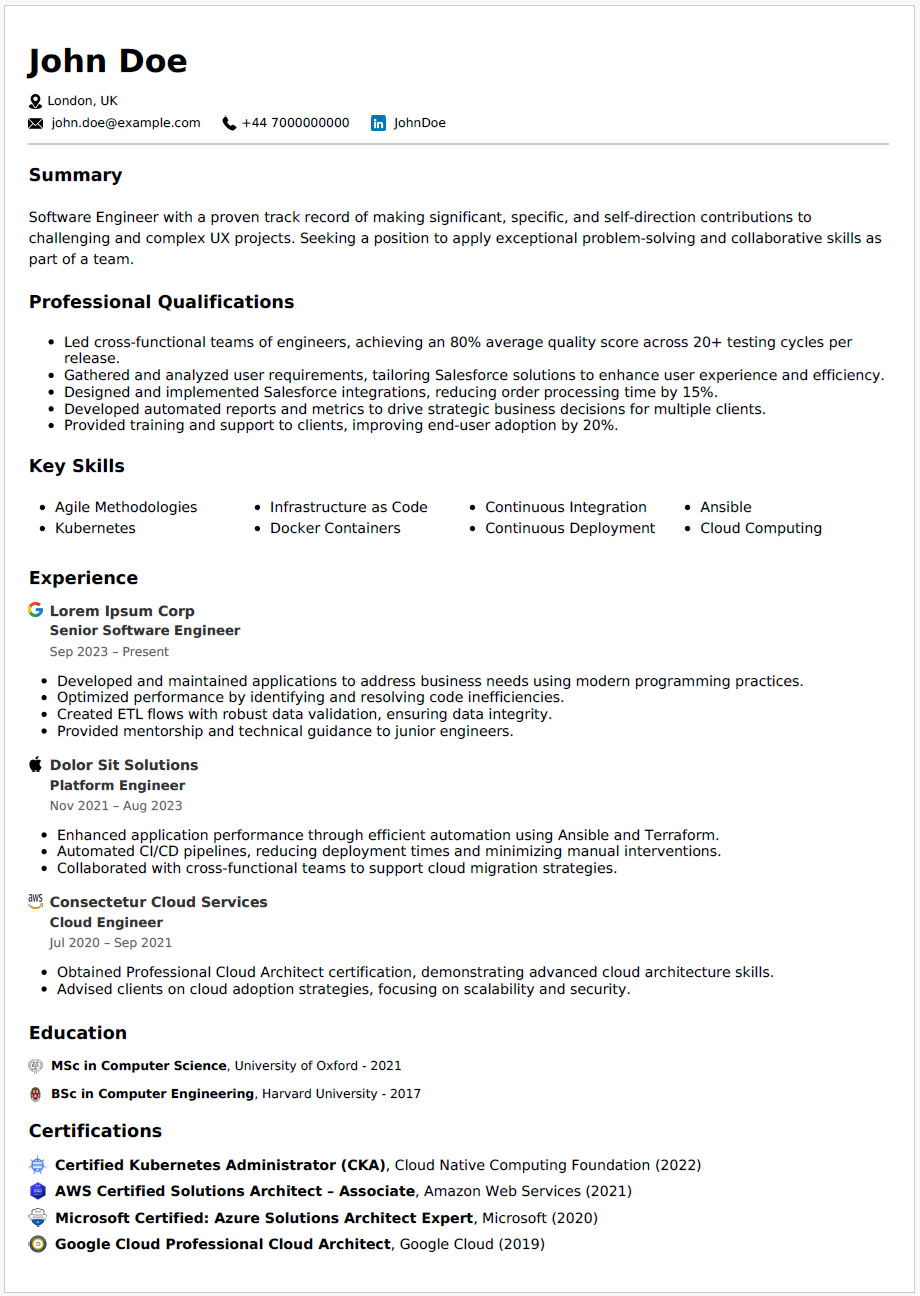 John Doe
London, UK
john.doe@example.com +44 7000000000 in JohnDoe
Summary
Software Engineer with a proven track record of making significant, specific, and self-direction contributions to
challenging and complex UX projects. Seeking a position to apply exceptional problem-solving and collaborative skills as
part of a team.
Professional Qualifications
• Led cross-functional teams of engineers, achieving an 80% average quality score across 20+ testing cycles per
release.
• Gathered and analyzed user requirements, tailoring Salesforce solutions to enhance user experience and efficiency.
• Designed and implemented Salesforce integrations, reducing order processing time by 15%.
• Developed automated reports and metrics to drive strategic business decisions for multiple clients.
• Provided training and support to clients, improving end-user adoption by 20%.
Key Skills
• Agile Methodologies • Infrastructure as Code • Continuous Integration • Ansible
• Kubernetes • Docker Containers • Continuous Deployment • Cloud Computing
Experience
G Lorem Ipsum Corp
Senior Software Engineer
Sep 2023 – Present
• Developed and maintained applications to address business needs using modern programming practices.
• Optimized performance by identifying and resolving code inefficiencies.
• Created ETL flows with robust data validation, ensuring data integrity.
• Provided mentorship and technical guidance to junior engineers.
Dolor Sit Solutions
Platform Engineer
Nov 2021 – Aug 2023
• Enhanced application performance through efficient automation using Ansible and Terraform.
• Automated CI/CD pipelines, reducing deployment times and minimizing manual interventions.
• Collaborated with cross-functional teams to support cloud migration strategies.
aws Consectetur Cloud Services
Cloud Engineer
Jul 2020 – Sep 2021
• Obtained Professional Cloud Architect certification, demonstrating advanced cloud architecture skills.
• Advised clients on cloud adoption strategies, focusing on scalability and security.
Education
MSc in Computer Science, University of Oxford - 2021
BSc in Computer Engineering, Harvard University - 2017
Certifications
Certified Kubernetes Administrator (CKA), Cloud Native Computing Foundation (2022)
AWS Certified Solutions Architect – Associate, Amazon Web Services (2021)
Microsoft Certified: Azure Solutions Architect Expert, Microsoft (2020)
Google Cloud Professional Cloud Architect, Google Cloud (2019)